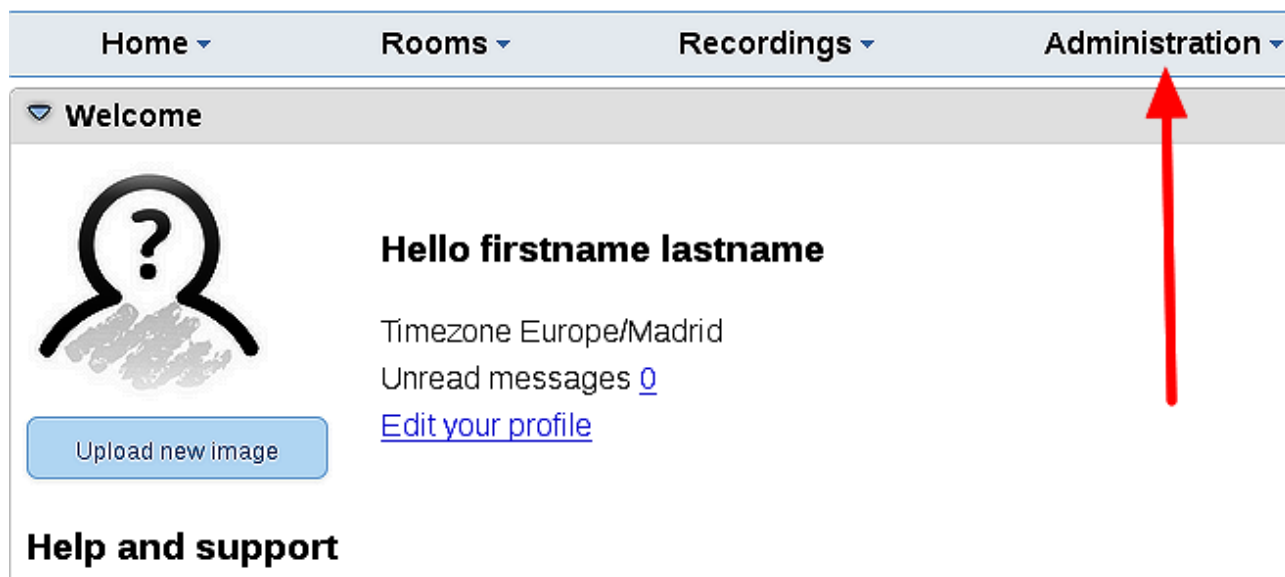 Home Rooms Recordings Administration
Welcome
?
Hello firstname lastname
Timezone Europe/Madrid
Unread messages 0
Edit your profile
Upload new image
Help and support